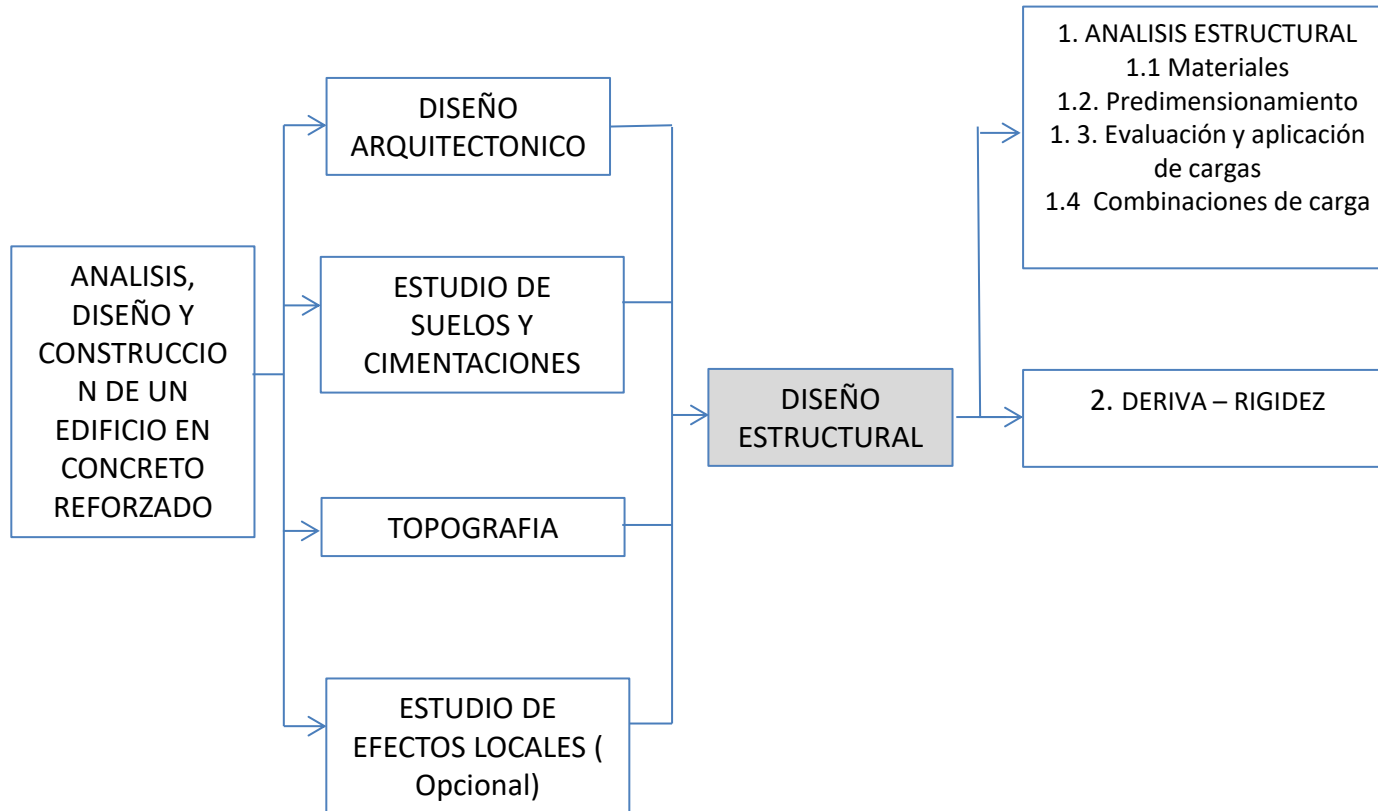 ANALISIS,
DISEÑO Y
CONSTRUCCIO
N DE UN
EDIFICIO EN
CONCRETO
REFORZADO
DISEÑO
ARQUITECTONICO
ESTUDIO DE
SUELOS Y
CIMENTACIONES
TOPOGRAFIA
ESTUDIO DE
EFECTOS LOCALES (
Opcional)
DISEÑO
ESTRUCTURAL
1. ANALISIS ESTRUCTURAL
1.1 Materiales
1.2. Predimensionamiento
1. 3. Evaluación y aplicación
de cargas
1.4 Combinaciones de carga
2. DERIVA – RIGIDEZ